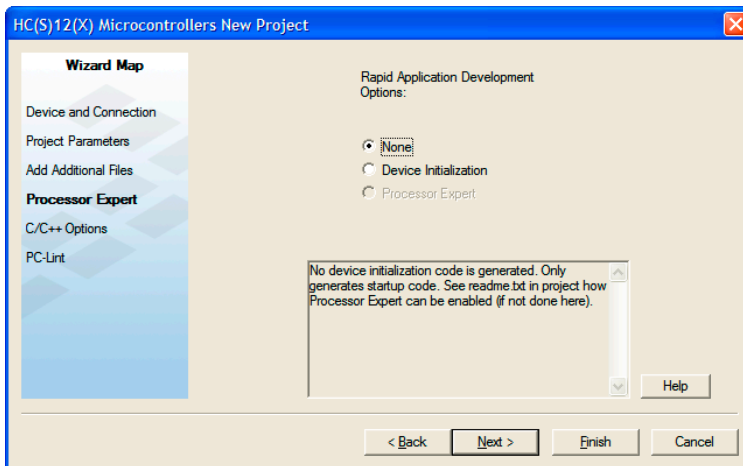 HC(S)12(X) Microcontrollers New Project
Wizard Map
Device and Connection
Project Parameters
Add Additional Files
Processor Expert
C/C++ Options
PC-Lint
Rapid Application Development
Options:
None
Device Initialization
Processor Expert
No device initialization code is generated. Only
generates startup code. See readme.txt in project how
Processor Expert can be enabled (if not done here).
Help
< Back
Next >
Finish
Cancel